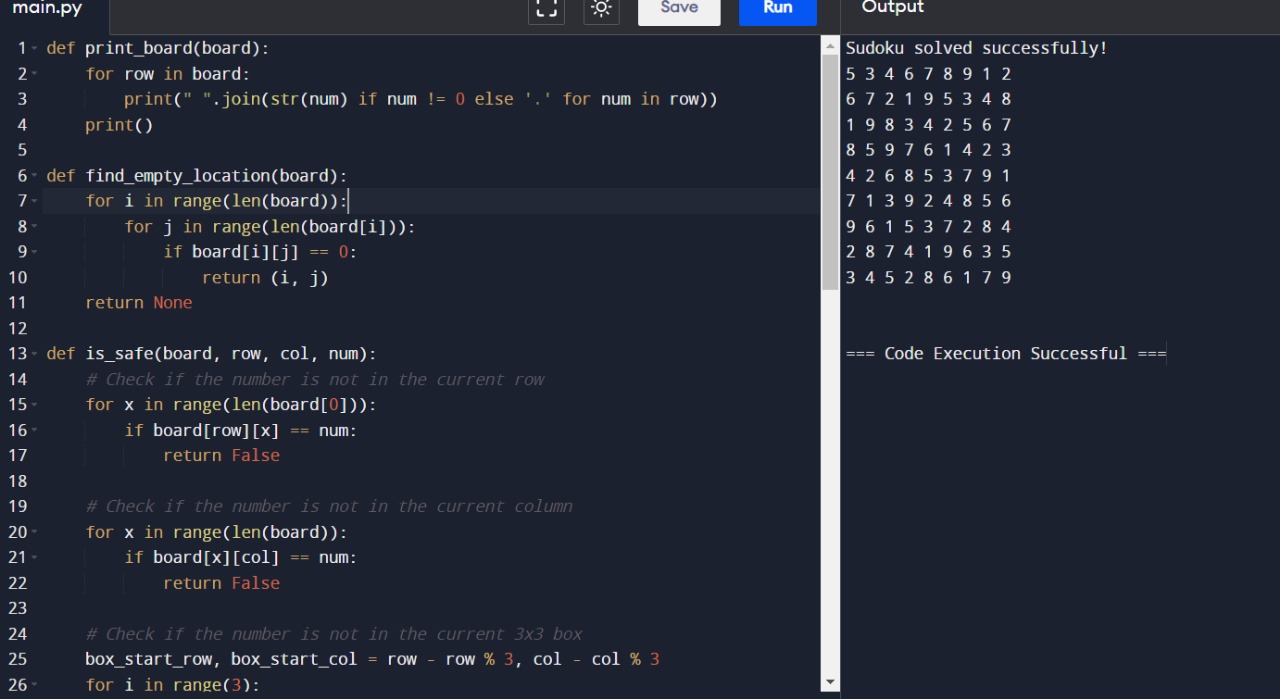 main.py
Save
Run
Output
1 def print_board(board):
2     for row in board:
3         print(" ".join(str(num) if num != 0 else '.' for num in row))
4     print()
5
6 def find_empty_location(board):
7     for i in range(len(board)):
8         for j in range(len(board[i])):
9             if board[i][j] == 0:
10                 return (i, j)
11     return None
12
13 def is_safe(board, row, col, num):
14     # Check if the number is not in the current row
15     for x in range(len(board[0])):
16         if board[row][x] == num:
17             return False
18
19     # Check if the number is not in the current column
20     for x in range(len(board)):
21         if board[x][col] == num:
22             return False
23
24     # Check if the number is not in the current 3x3 box
25     box_start_row, box_start_col = row - row % 3, col - col % 3
26     for i in range(3):
Sudoku solved successfully!
5 3 4 6 7 8 9 1 2
6 7 2 1 9 5 3 4 8
1 9 8 3 4 2 5 6 7
8 5 9 7 6 1 4 2 3
4 2 6 8 5 3 7 9 1
7 1 3 9 2 4 8 5 6
9 6 1 5 3 7 2 8 4
2 8 7 4 1 9 6 3 5
3 4 5 2 8 6 1 7 9
=== Code Execution Successful ===